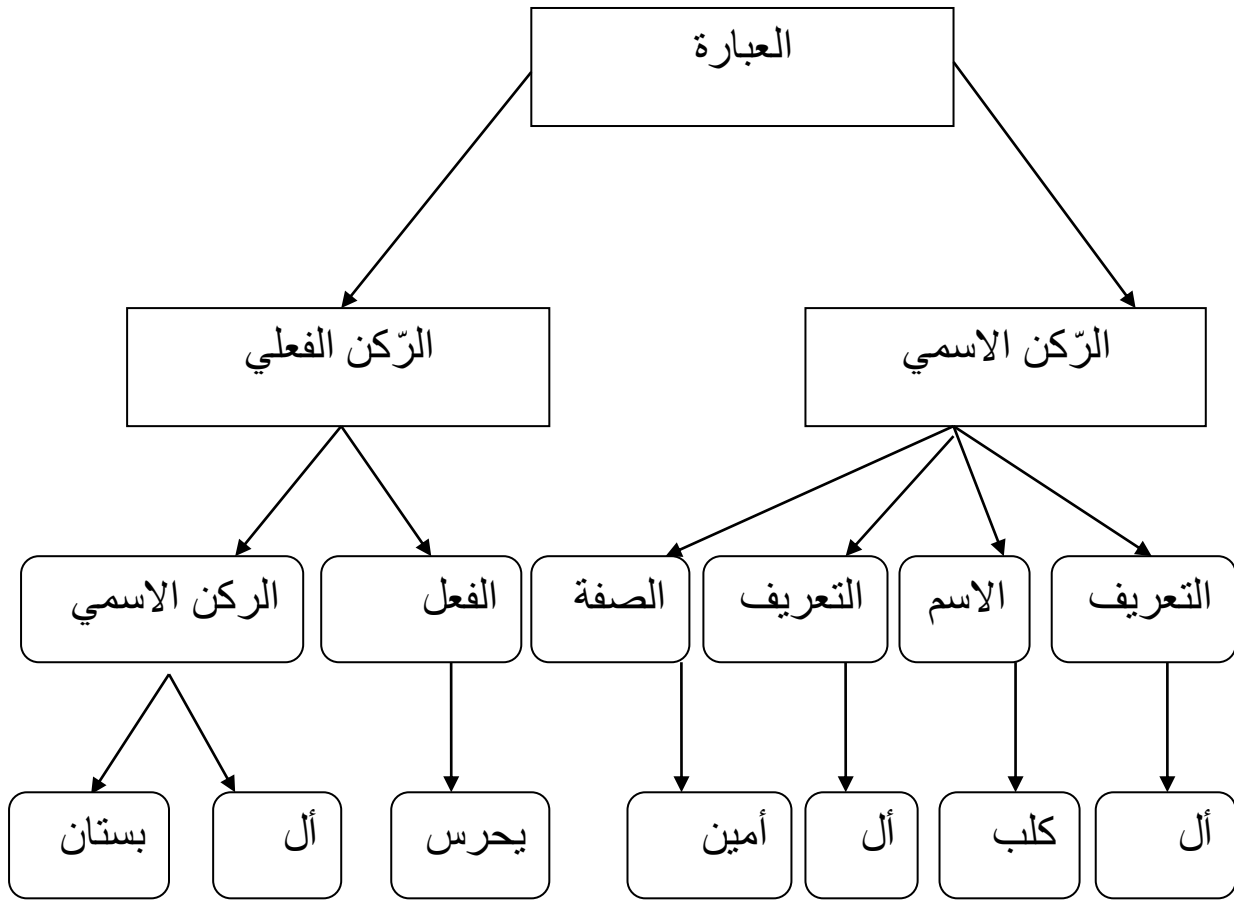 العبارة
الرّكن الاسمي
الرّكن الفعلي
التعريف
الاسم
التعريف
الصفة
الفعل
الركن الاسمي
أل
كلب
أل
أمين
يحرس
أل
بستان